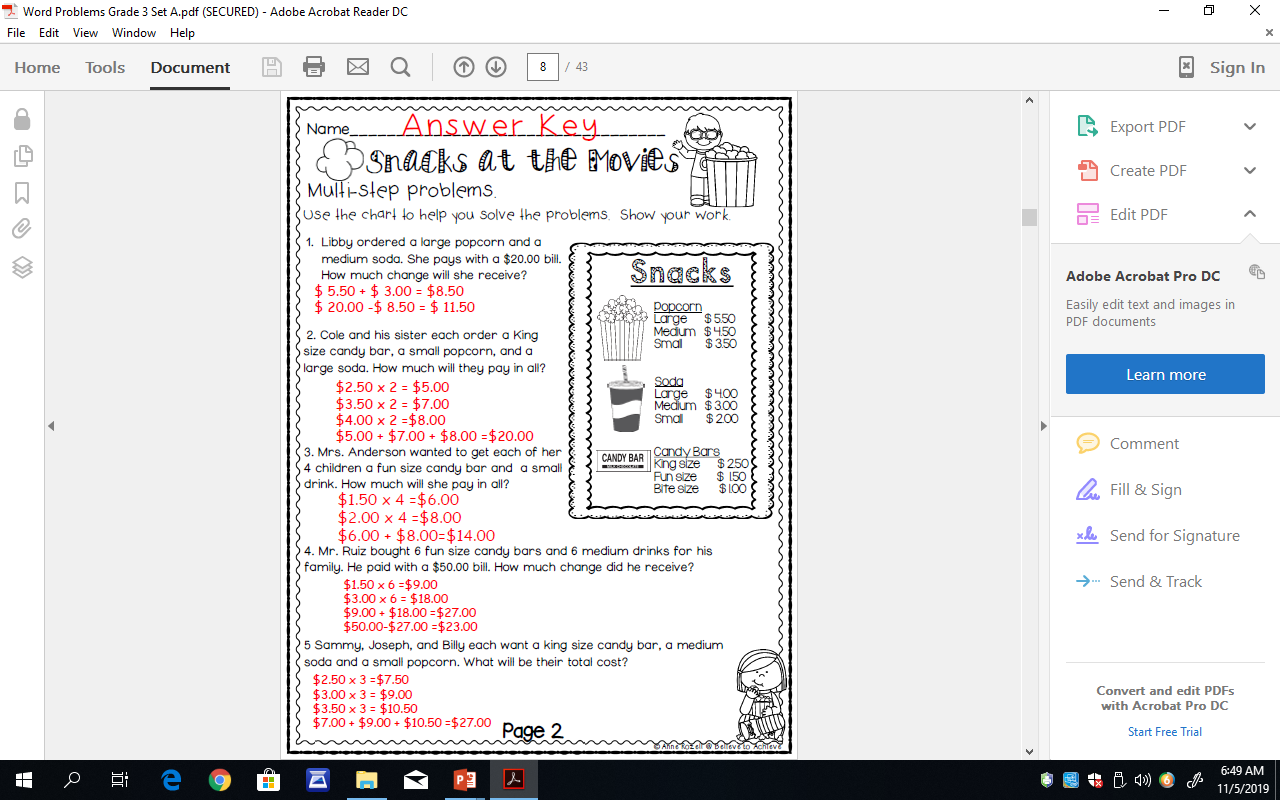 Word Problems Grade 3 Set A.pdf (SECURED) - Adobe Acrobat Reader DC
File Edit View Window Help
Home Tools Document 8 / 43 Sign In
Name Answer Key
Snacks at the Movies
Multi-step problems.
Use the chart to help you solve the problems. Show your work.
1. Libby ordered a large popcorn and a
medium soda. She pays with a $20.00 bill.
How much change will she receive?
$ 5.50 + $ 3.00 = $8.50
$ 20.00 -$ 8.50 = $ 11.50
2. Cole and his sister each order a King
size candy bar, a small popcorn, and a
large soda. How much will they pay in all?
$2.50 x 2 = $5.00
$3.50 x 2 = $7.00
$4.00 x 2 =$8.00
$5.00 + $7.00 + $8.00 =$20.00
3. Mrs. Anderson wanted to get each of her
4 children a fun size candy bar and a small
drink. How much will she pay in all?
$1.50 x 4 =$6.00
$2.00 x 4 =$8.00
$6.00 + $8.00=$14.00
Snacks
Popcorn
Large $5.50
Medium $4.50
Small $3.50
Soda
Large $4.00
Medium $3.00
Small $2.00
CANDY BAR
MILK CHOCOLATE
Candy Bars
King size $2.50
Fun size $1.50
Bite size $1.00
4. Mr. Ruiz bought 6 fun size candy bars and 6 medium drinks for his
family. He paid with a $50.00 bill. How much change did he receive?
$1.50 x 6 =$9.00
$3.00 x 6 = $18.00
$9.00 + $18.00 =$27.00
$50.00-$27.00 =$23.00
5 Sammy, Joseph, and Billy each want a king size candy bar, a medium
soda and a small popcorn. What will be their total cost?
$2.50 x 3 =$7.50
$3.00 x 3 = $9.00
$3.50 x 3 = $10.50
$7.00 + $9.00 + $10.50 =$27.00
Page 2
© Anne Rozell @ Believe to Achieve
Export PDF
Create PDF
Edit PDF
Adobe Acrobat Pro DC
Easily edit text and images in
PDF documents
Learn more
Comment
Fill & Sign
Send for Signature
Send & Track
Convert and edit PDFs
with Acrobat Pro DC
Start Free Trial
6:49 AM
11/5/2019